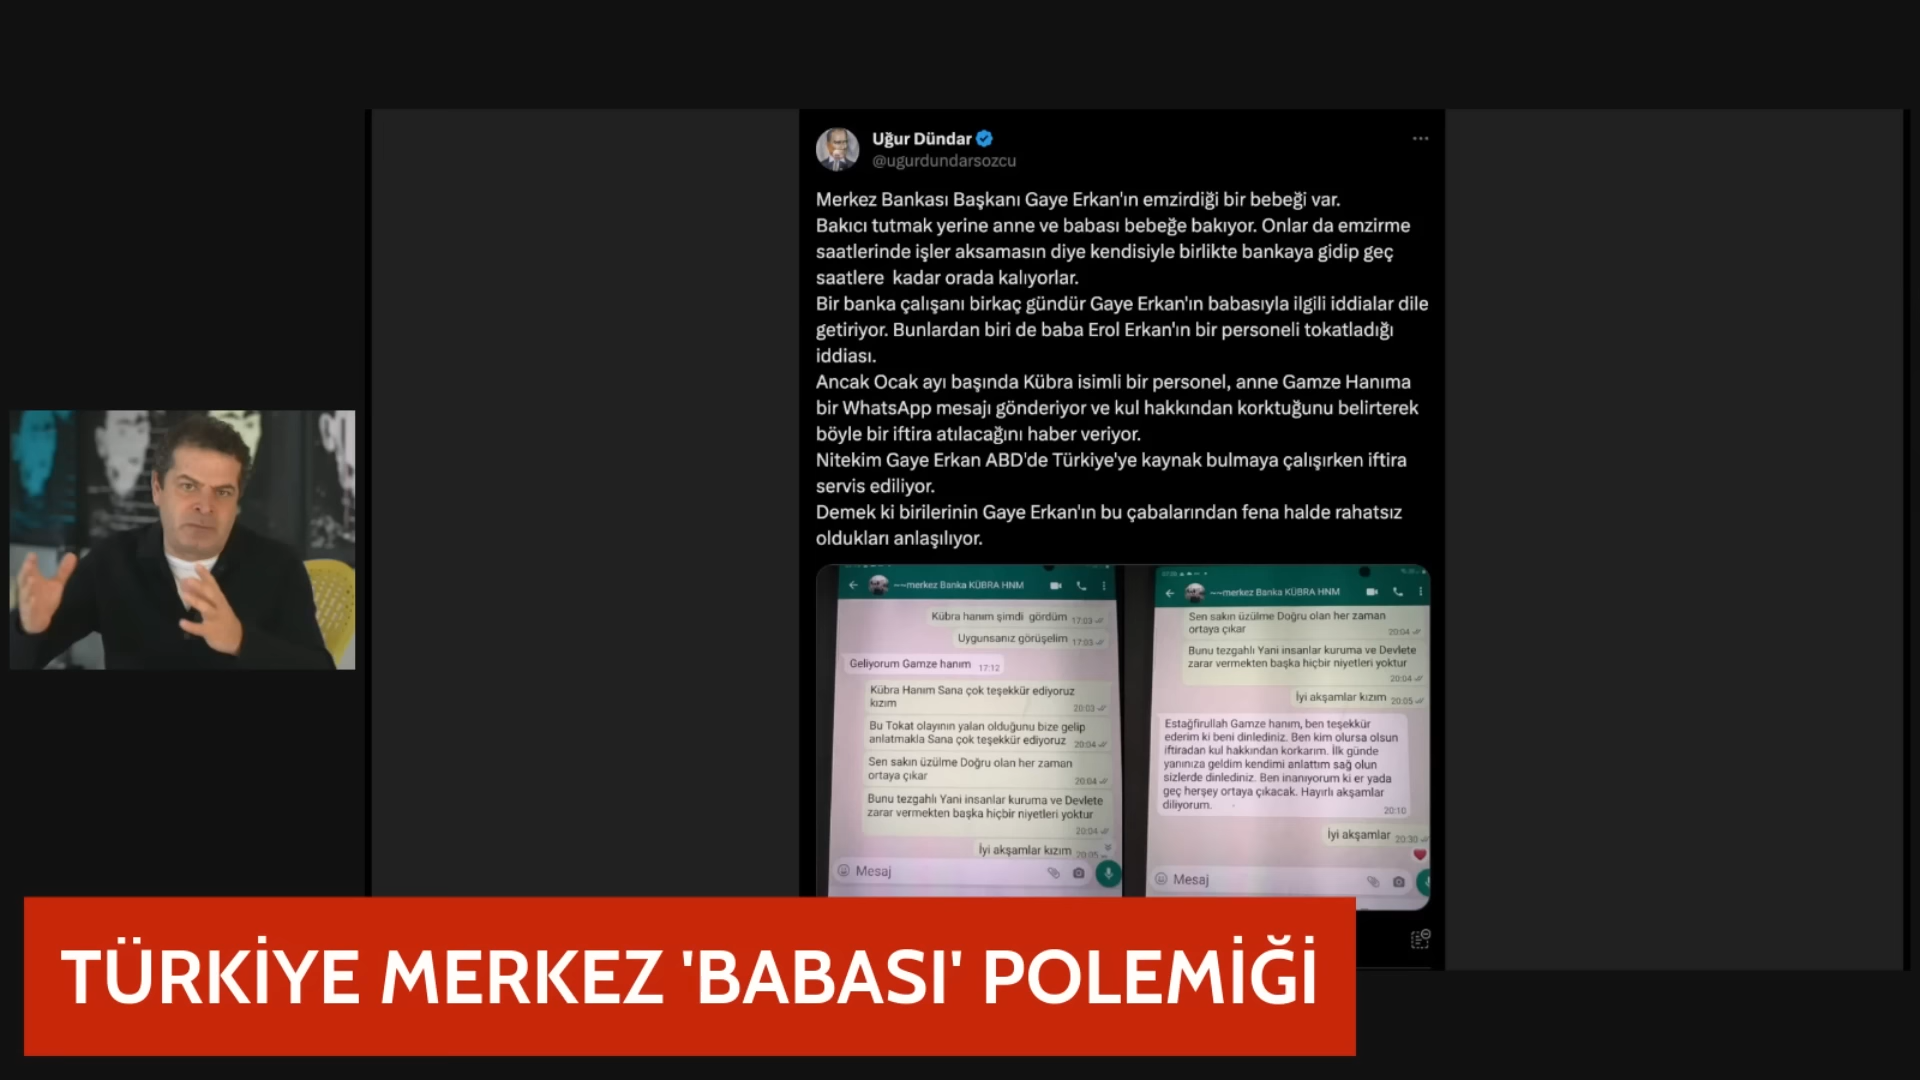 Uğur Dündar
@ugurdundarsozcu
Merkez Bankası Başkanı Gaye Erkan'ın emzirdiği bir bebeği var.
Bakıcı tutmak yerine anne ve babası bebeğe bakıyor. Onlar da emzirme
saatlerinde işler aksamasın diye kendisiyle birlikte bankaya gidip geç
saatlere kadar orada kalıyorlar.
Bir banka çalışanı birkaç gündür Gaye Erkan'ın babasıyla ilgili iddialar dile
getiriyor. Bunlardan biri de baba Erol Erkan'ın bir personeli tokatladığı
iddiası.
Ancak Ocak ayı başında Kübra isimli bir personel, anne Gamze Hanıma
bir WhatsApp mesajı gönderiyor ve kul hakkından korktuğunu belirterek
böyle bir iftira atılacağını haber veriyor.
Nitekim Gaye Erkan ABD'de Türkiye'ye kaynak bulmaya çalışırken iftira
servis ediliyor.
Demek ki birilerinin Gaye Erkan'ın bu çabalarından fena halde rahatsız
oldukları anlaşılıyor.
~~merkez Banka KÜBRA HNM
Kübra hanım şimdi gördüm 17:03
Uygunsanız görüşelim 17:03
Geliyorum Gamze hanım 17:12
Kübra Hanım Sana çok teşekkür ediyoruz
kızım 20:03
Bu Tokat olayının yalan olduğunu bize gelip
anlatmakla Sana çok teşekkür ediyoruz 20:04
Sen sakın üzülme Doğru olan her zaman
ortaya çıkar 20:04
Bunu tezgahlı Yani insanlar kuruma ve Devlete
zarar vermekten başka hiçbir niyetleri yoktur
20:04
İyi akşamlar kızım 20:05
Mesaj
~~merkez Banka KÜBRA HNM
Sen sakın üzülme Doğru olan her zaman
ortaya çıkar 20:04
Bunu tezgahlı Yani insanlar kuruma ve Devlete
zarar vermekten başka hiçbir niyetleri yoktur
20:04
İyi akşamlar kızım 20:05
Estağfirullah Gamze hanım, ben teşekkür
ederim ki beni dinlediniz. Ben kim olursa olsun
iftiradan kul hakkından korkarım. İlk günde
yanınıza geldim kendimi anlattım sağ olun
sizlerde dinlediniz. Ben inanıyorum ki er yada
geç herşey ortaya çıkacak. Hayırlı akşamlar
diliyorum. 20:10
İyi akşamlar 20:30
Mesaj
TÜRKİYE MERKEZ 'BABASI' POLEMİĞİ